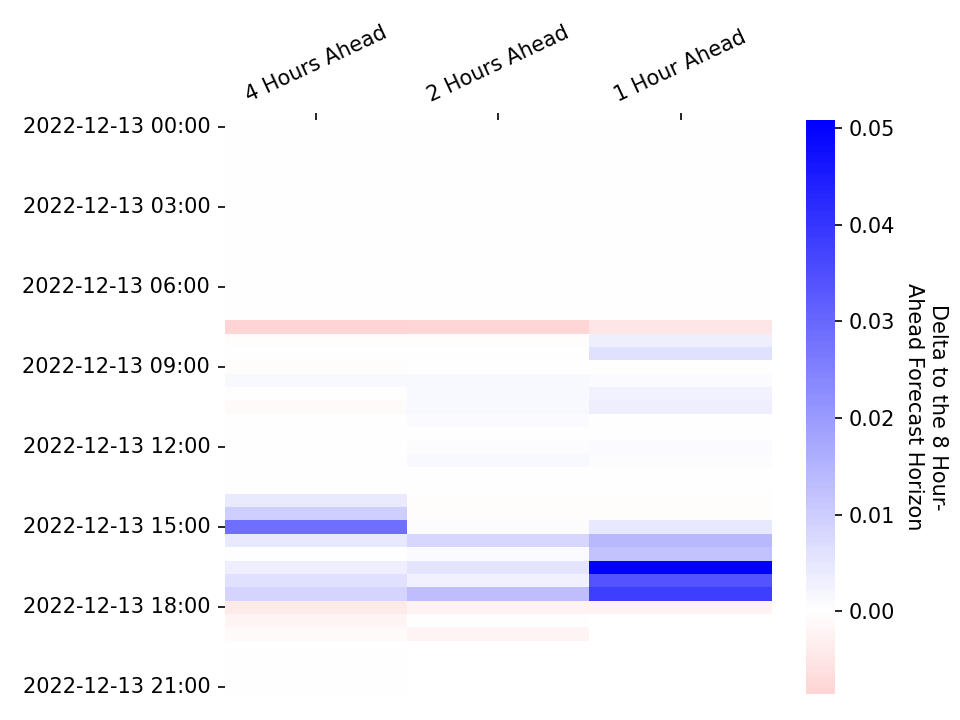 4 Hours Ahead
2 Hours Ahead
1 Hour Ahead
2022-12-13 00:00
2022-12-13 03:00
2022-12-13 06:00
2022-12-13 09:00
2022-12-13 12:00
2022-12-13 15:00
2022-12-13 18:00
2022-12-13 21:00
0.05
0.04
0.03
0.02
0.01
0.00
Delta to the 8 Hour-
Ahead Forecast Horizon